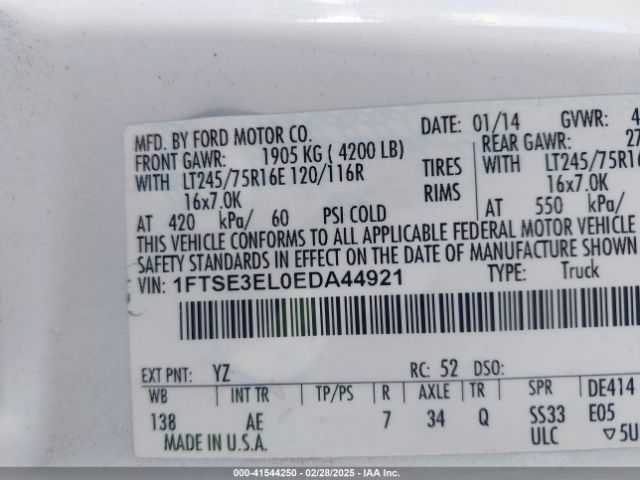 MFD. BY FORD MOTOR CO. DATE: 01/14 GVWR: 4
FRONT GAWR: 1905 KG ( 4200 LB) REAR GAWR: 27
WITH LT245/75R16E 120/116R TIRES WITH LT245/75R16
16x7.0K RIMS 16x7.0K
AT 420 kPa/ 60 PSI COLD AT 550 kPa/
THIS VEHICLE CONFORMS TO ALL APPLICABLE FEDERAL MOTOR VEHICLE
SAFETY STANDARDS IN EFFECT ON THE DATE OF MANUFACTURE SHOWN
VIN: 1FTSE3EL0EDA44921 TYPE: Truck
EXT PNT: YZ RC: 52 DSO:
WB INT TR TP/PS R AXLE TR SPR DE414
138 AE 7 34 Q SS33 E05
MADE IN U.S.A. ULC ▽5U
000-41544250 / 02/28/2025 - IAA Inc.